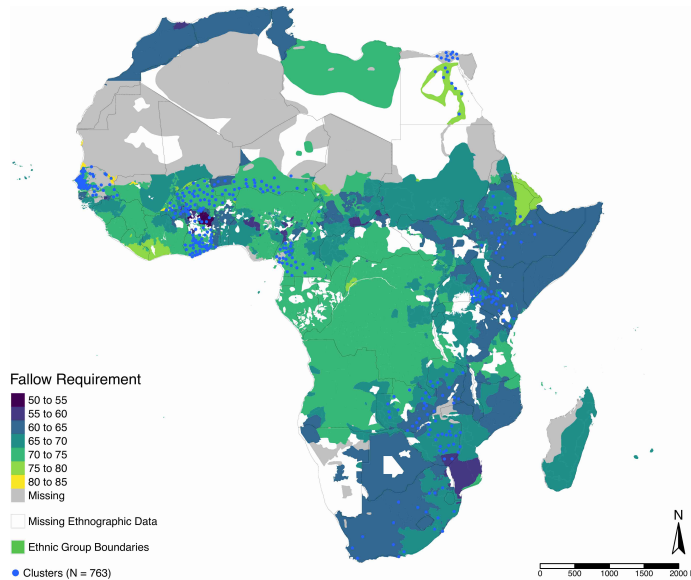 Fallow Requirement
50 to 55
55 to 60
60 to 65
65 to 70
70 to 75
75 to 80
80 to 85
Missing
Missing Ethnographic Data
Ethnic Group Boundaries
Clusters (N = 763)
N
0 500 1000 1500 2000